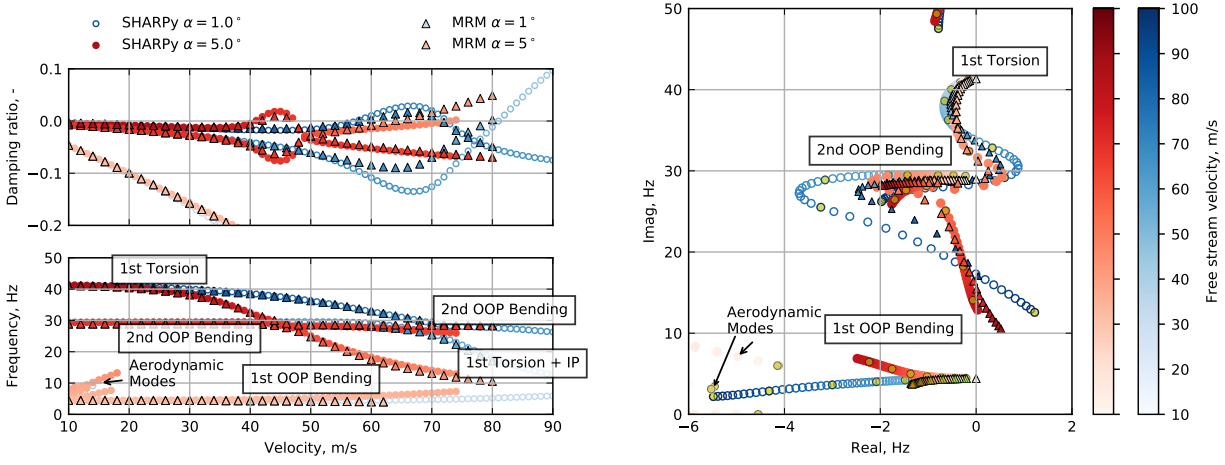 SHARPy α = 1.0°
SHARPy α = 5.0°
MRM α = 1°
MRM α = 5°
Damping ratio, -
0.1
0.0
−0.1
−0.2
Frequency, Hz
50
40
30
20
10
0
1st Torsion
2nd OOP Bending
2nd OOP Bending
Aerodynamic
Modes
1st OOP Bending
1st Torsion + IP
10 20 30 40 50 60 70 80 90
Velocity, m/s
Imag, Hz
50
40
30
20
10
0
1st Torsion
2nd OOP Bending
Aerodynamic
Modes
1st OOP Bending
−6 −4 −2 0 2
Real, Hz
100
90
80
70
60
50
40
30
20
10
Free stream velocity, m/s